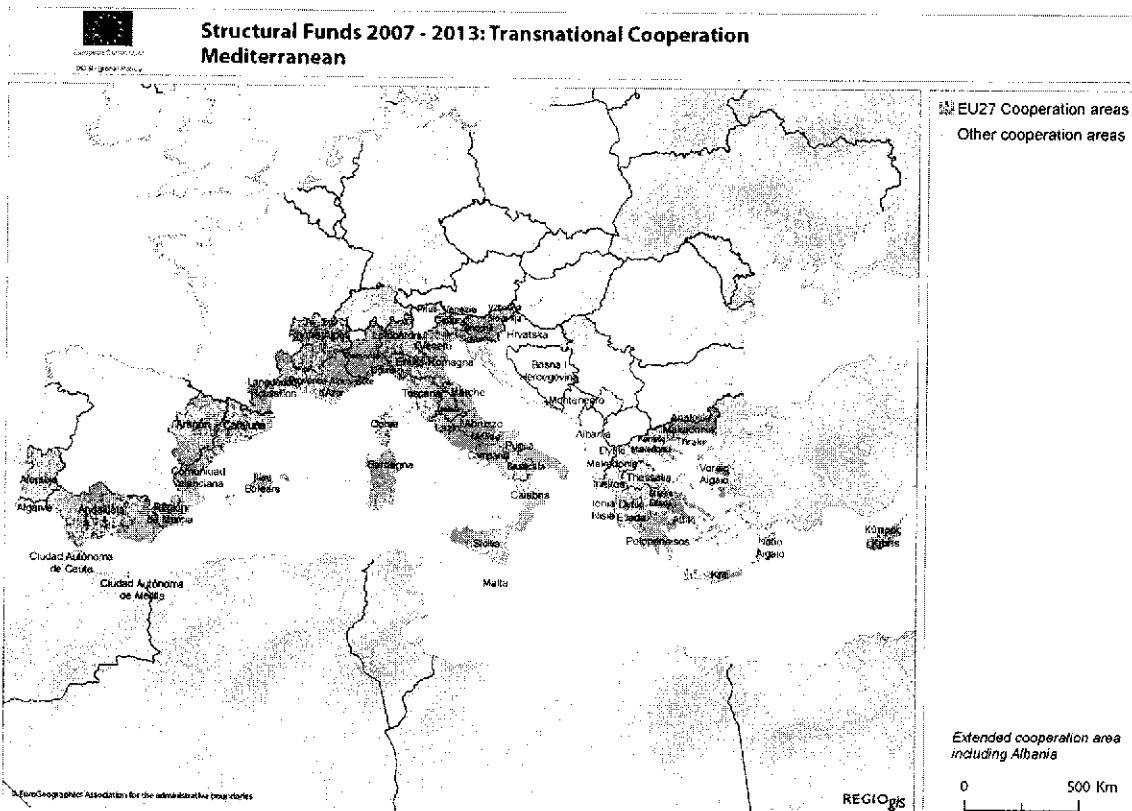 Structural Funds 2007 - 2013: Transnational Cooperation
Mediterranean
European Commission
DG Regional Policy
EU27 Cooperation areas
Other cooperation areas
Hrvatska
Bosna i
Hercegovina
Montenegro
Albania
Lombardia
Veneto
Emilia-Romagna
Toscana
Marche
Lazio
Abruzzo
Molise
Campania
Puglia
Basilicata
Calabria
Sicilia
Malta
Corse
Sardegna
Languedoc-
Roussillon
Aragón
Cataluña
Comunidad
Valenciana
Illes
Balears
Región
de Murcia
Andalucía
Alentejo
Algarve
Ciudad Autónoma
de Ceuta
Ciudad Autónoma
de Melilla
Anatoliki
Makedonia
Thraki
Kentriki
Makedonia
Dytiki
Makedonia
Thessalia
Ipeiros
Voreio
Aigaio
Ionia
Nisia
Dytiki
Ellada
Sterea
Ellada
Attiki
Peloponnisos
Notio
Aigaio
Kriti
Kýpros
Kibris
Extended cooperation area
including Albania
0 500 Km
© EuroGeographics Association for the administrative boundaries
REGIOgis